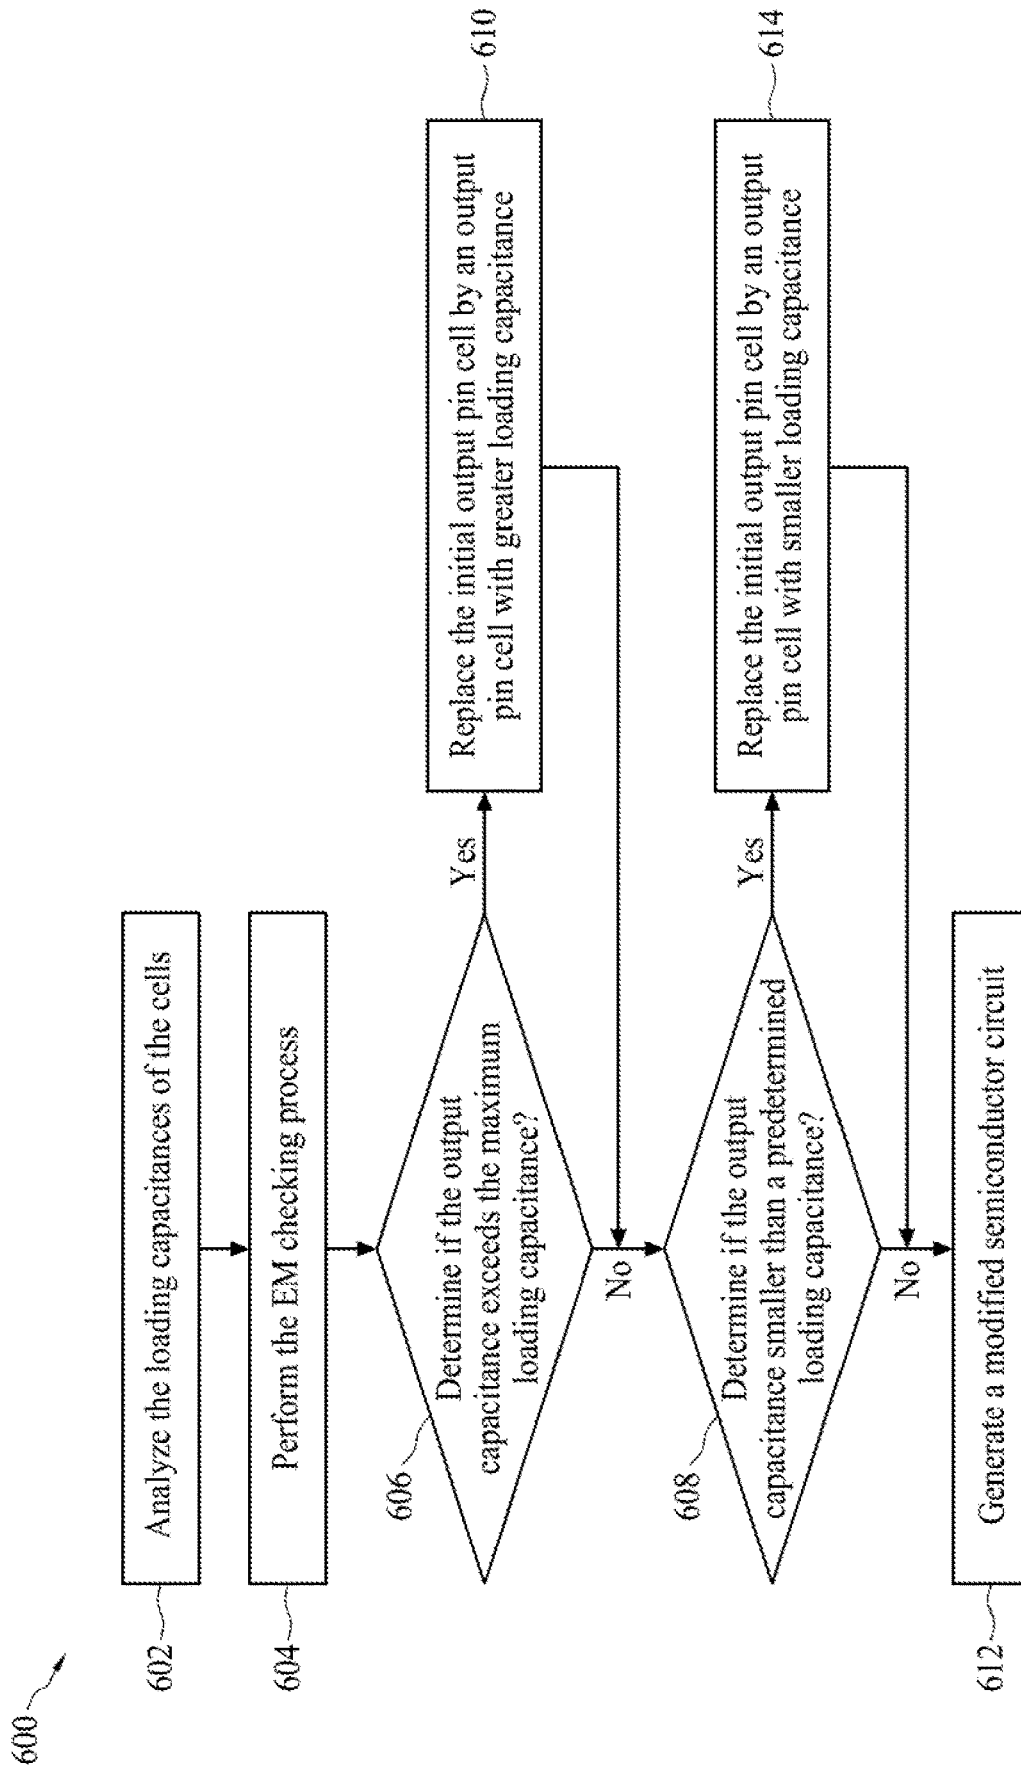 600
602
Analyze the loading capacitances of the cells
604
Perform the EM checking process
606
Determine if the output
capacitance exceeds the maximum
loading capacitance?
Yes
610
Replace the initial output pin cell by an output
pin cell with greater loading capacitance
No
608
Determine if the output
capacitance smaller than a predetermined
loading capacitance?
Yes
614
Replace the initial output pin cell by an output
pin cell with smaller loading capacitance
No
612
Generate a modified semiconductor circuit